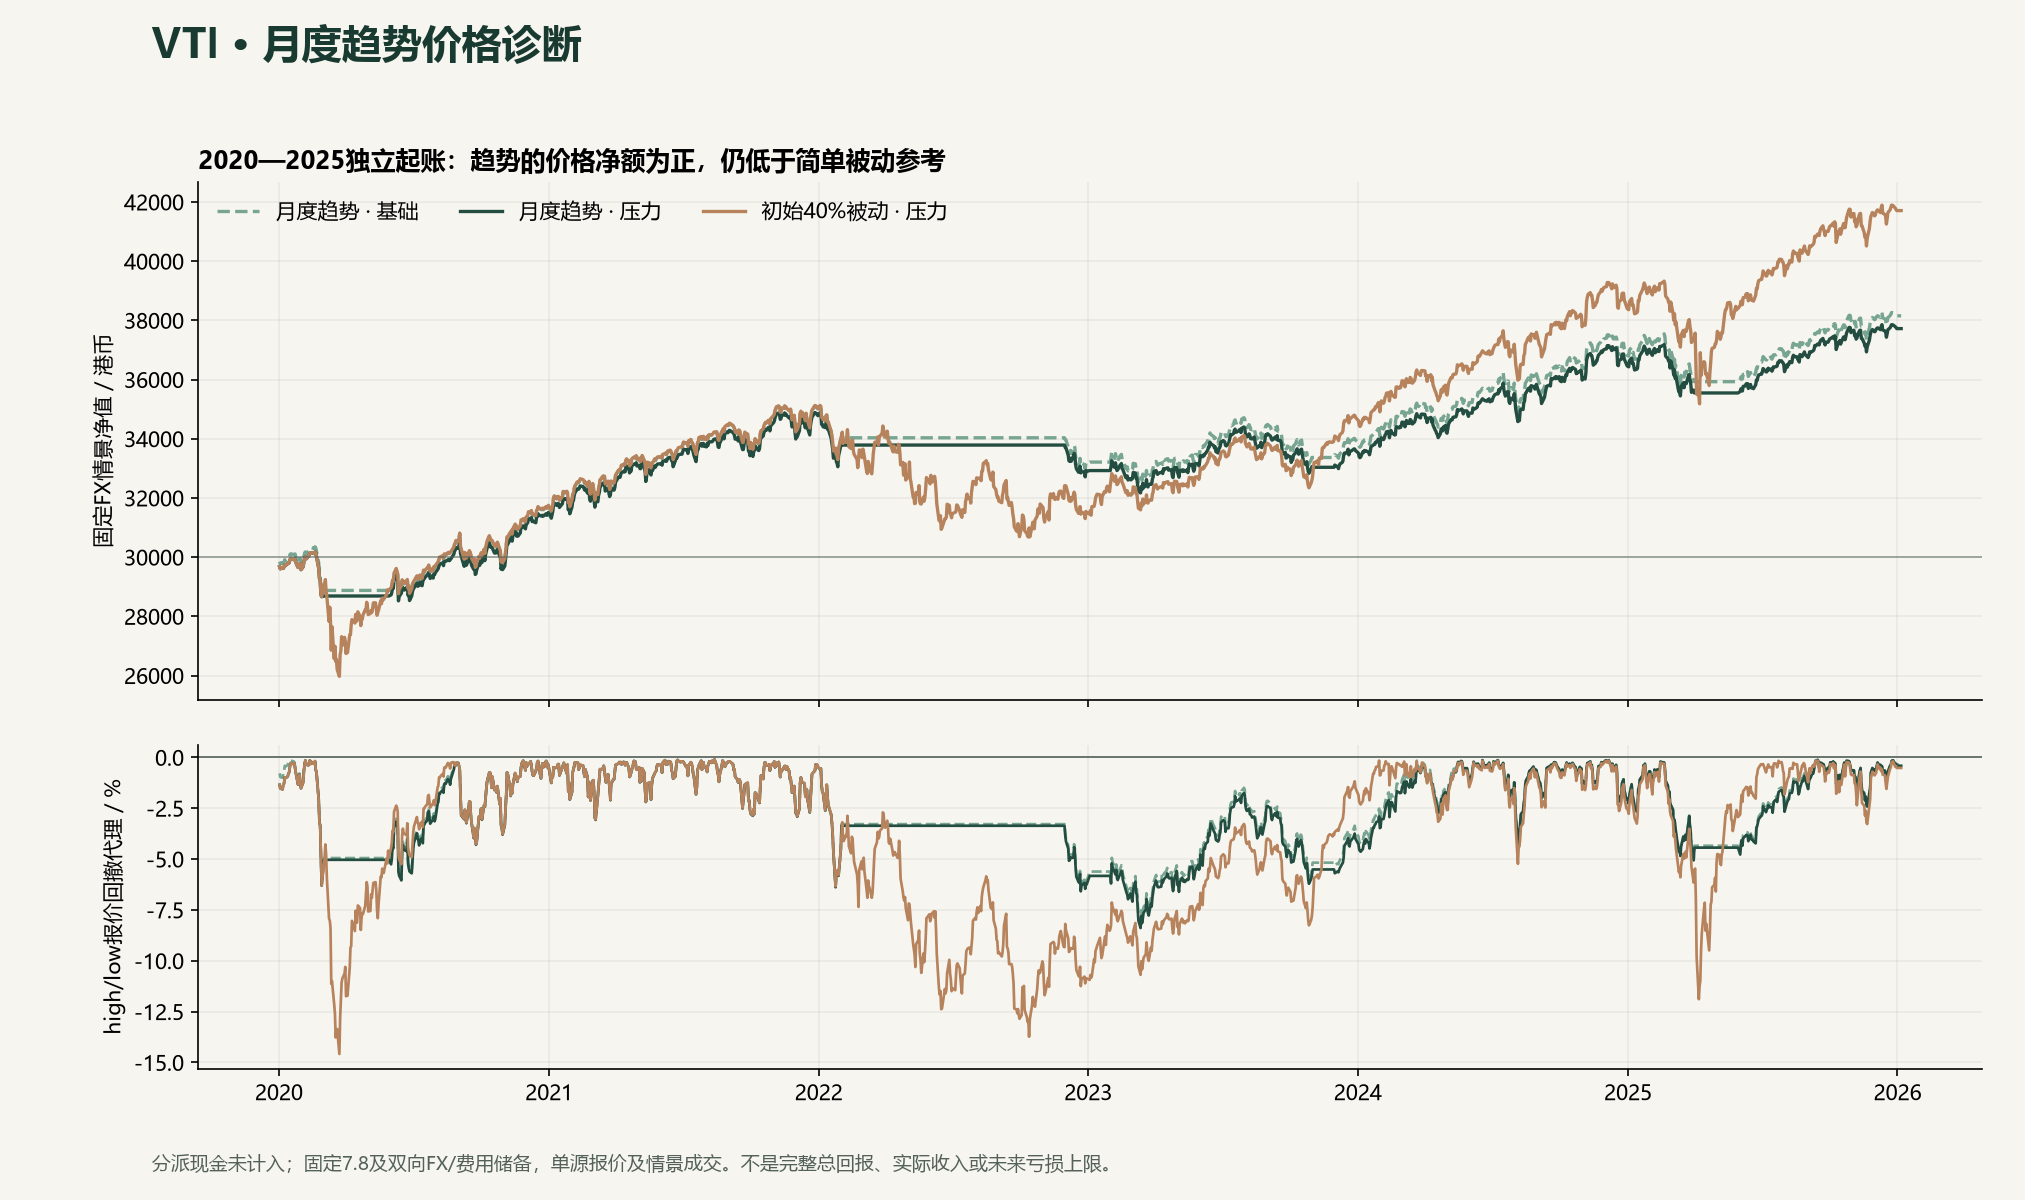 VTI • 月度趋势价格诊断
2020—2025独立起账：趋势的价格净额为正，仍低于简单被动参考
月度趋势 · 基础
月度趋势 · 压力
初始40%被动 · 压力
固定FX情景净值 / 港币
42000
40000
38000
36000
34000
32000
30000
28000
26000
high/low报价回撤代理 / %
0.0
-2.5
-5.0
-7.5
-10.0
-12.5
-15.0
2020
2021
2022
2023
2024
2025
2026
分派现金未计入；固定7.8及双向FX/费用储备，单源报价及情景成交。不是完整总回报、实际收入或未来亏损上限。